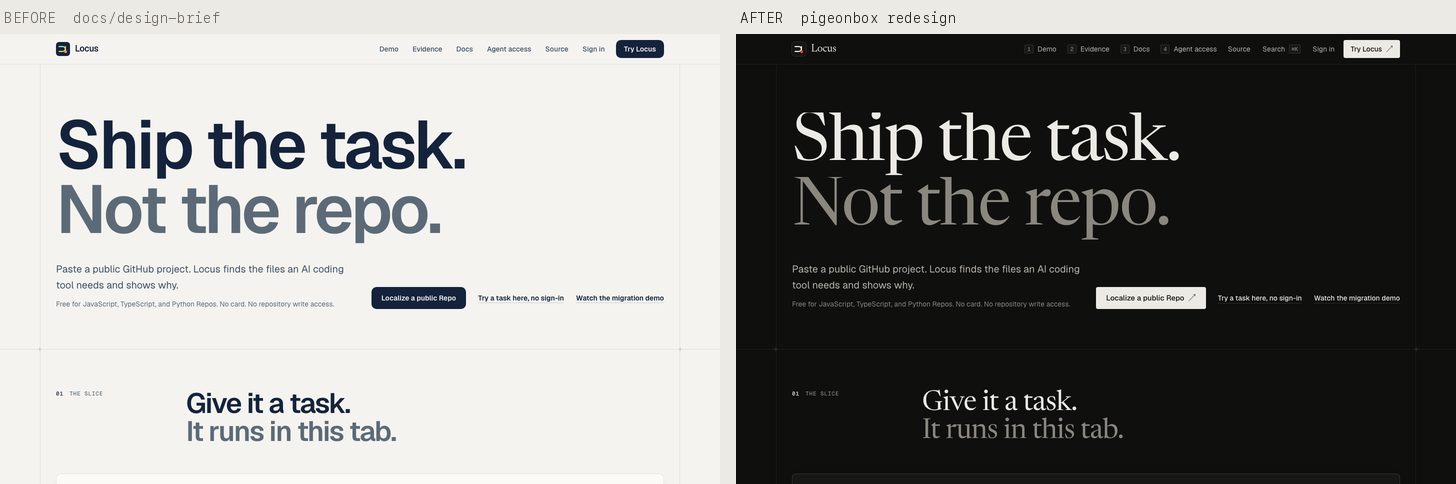 BEFORE docs/design-brief
Locus
Demo Evidence Docs Agent access Source Sign in Try Locus
Ship the task.
Not the repo.
Paste a public GitHub project. Locus finds the files an AI coding
tool needs and shows why.
Free for JavaScript, TypeScript, and Python Repos. No card. No repository write access.
Localize a public Repo Try a task here, no sign-in Watch the migration demo
01 THE SLICE
Give it a task.
It runs in this tab.
AFTER pigeonbox redesign
Locus
1 Demo 2 Evidence 3 Docs 4 Agent access Source Search ⌘K Sign in Try Locus ↗
Ship the task.
Not the repo.
Paste a public GitHub project. Locus finds the files an AI coding
tool needs and shows why.
Free for JavaScript, TypeScript, and Python Repos. No card. No repository write access.
Localize a public Repo ↗ Try a task here, no sign-in Watch the migration demo
01 THE SLICE
Give it a task.
It runs in this tab.